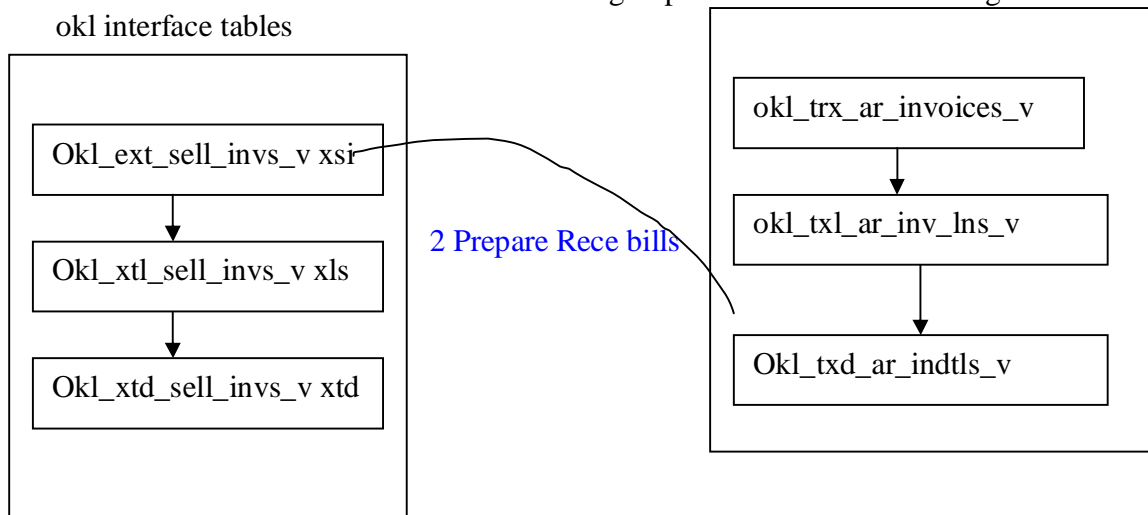 okl interface tables
Okl_ext_sell_invs_v xsi
Okl_xtl_sell_invs_v xls
Okl_xtd_sell_invs_v xtd
2 Prepare Rece bills
okl_trx_ar_invoices_v
okl_txl_ar_inv_lns_v
Okl_txd_ar_indtls_v